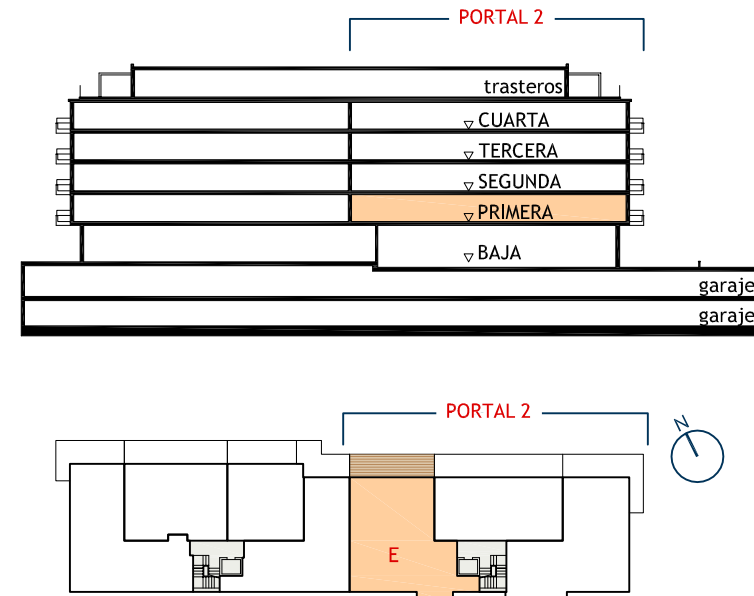 PORTAL 2
trasteros
CUARTA
TERCERA
SEGUNDA
PRIMERA
BAJA
garaje
garaje
PORTAL 2
N
E